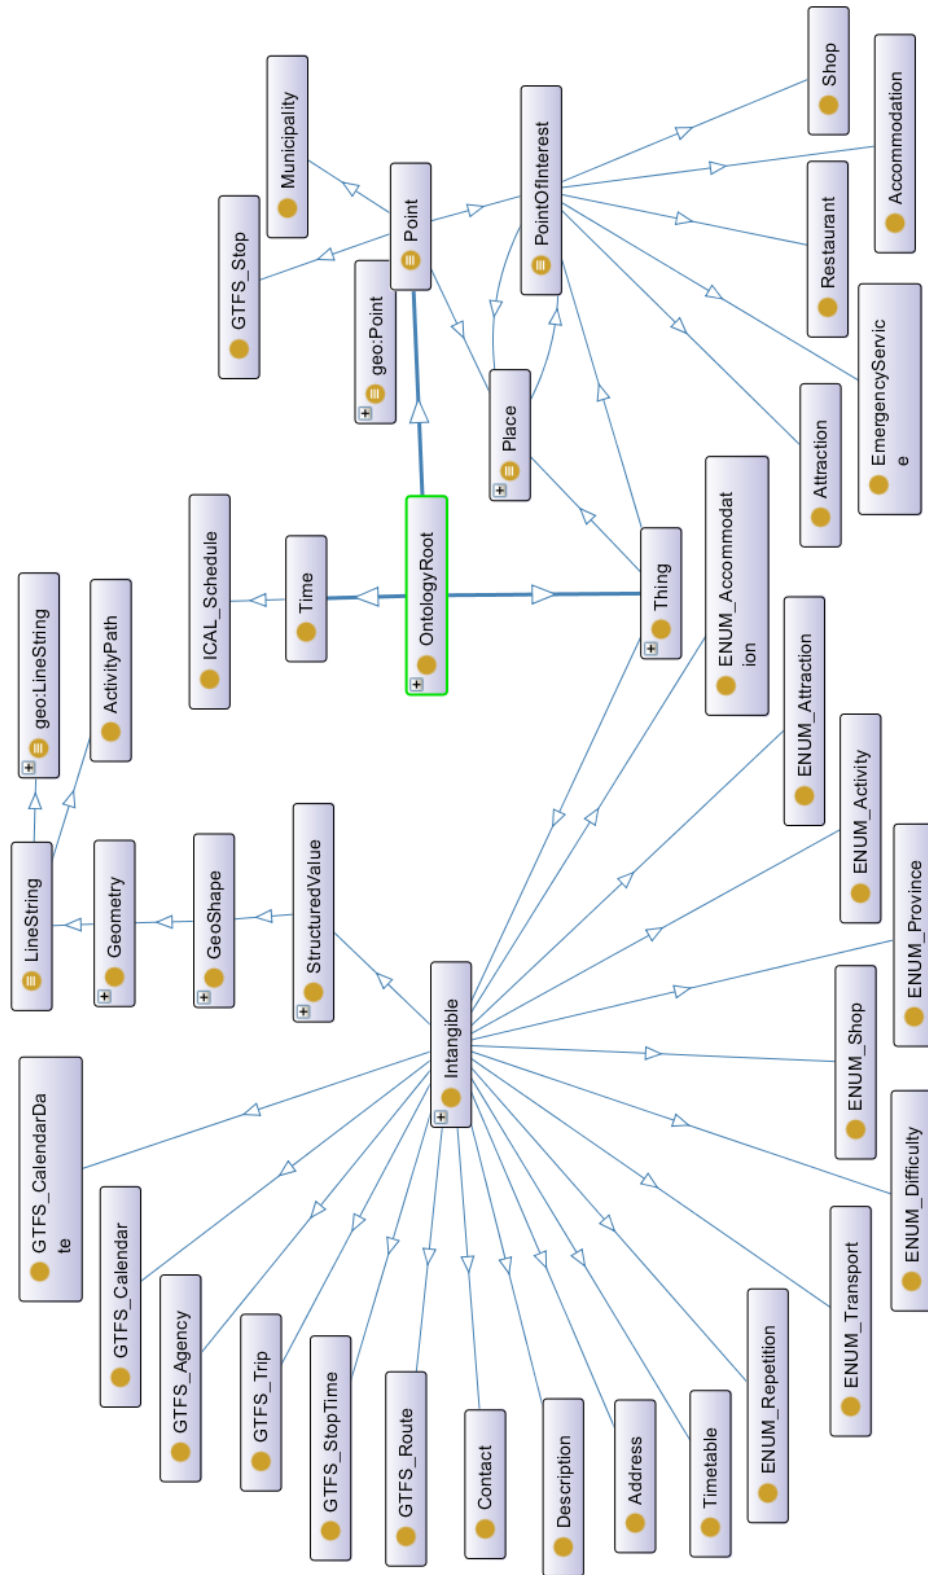 GTFS_CalendarDa
te
LineString
geo:LineString
GTFS_Calendar
Geometry
ActivityPath
GTFS_Agency
GeoShape
ICAL_Schedule
GTFS_Stop
GTFS_Trip
Municipality
StructuredValue
Time
GTFS_StopTime
geo:Point
GTFS_Route
Point
OntologyRoot
Intangible
Contact
Place
PointOfInterest
Description
Address
Thing
Timetable
ENUM_Accommodat
ion
ENUM_Repetition
ENUM_Attraction
Attraction
Restaurant
Shop
ENUM_Transport
ENUM_Shop
ENUM_Activity
EmergencyServic
e
Accommodation
ENUM_Difficulty
ENUM_Province